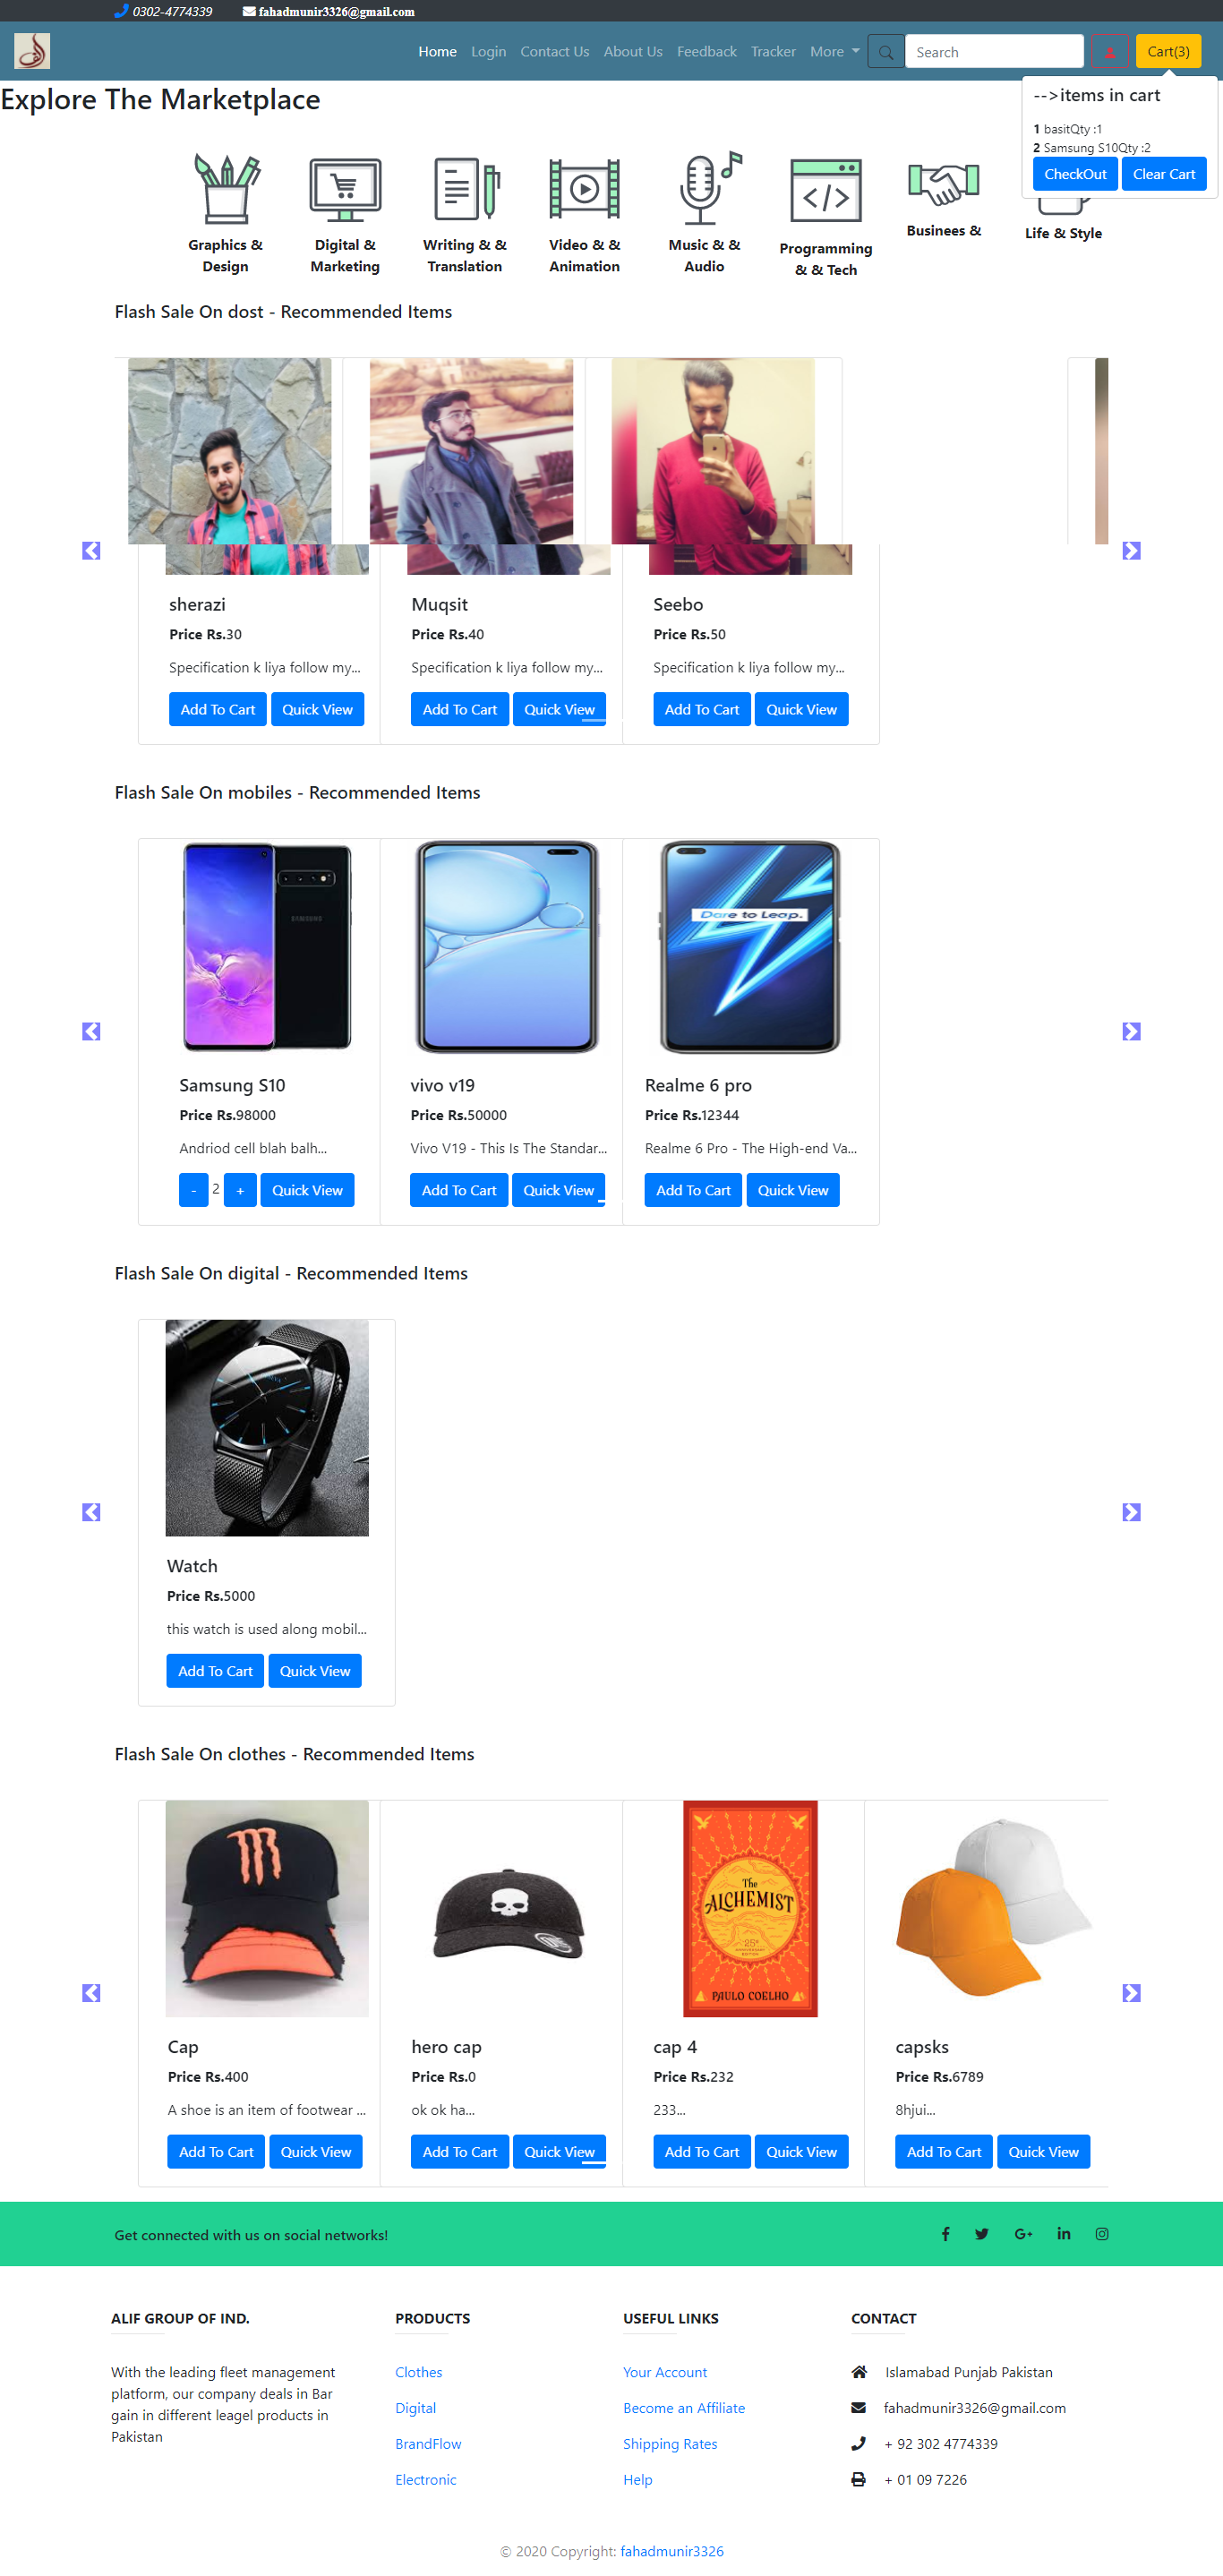 0302-4774339 fahadmunir3326@gmail.com
Home Login Contact Us About Us Feedback Tracker More Search Cart(3)
Explore The Marketplace
-->items in cart
1 basitQty :1
2 Samsung S10Qty :2
CheckOut Clear Cart
Graphics &
Design
Digital &
Marketing
Writing & &
Translation
Video & &
Animation
Music & &
Audio
Programming
& & Tech
Businees &
Life & Style
Flash Sale On dost - Recommended Items
sherazi Muqsit Seebo
Price Rs.30 Price Rs.40 Price Rs.50
Specification k liya follow my... Specification k liya follow my... Specification k liya follow my...
Add To Cart Quick View Add To Cart Quick View Add To Cart Quick View
Flash Sale On mobiles - Recommended Items
SAMSUNG
Dare to Leap.
Samsung S10 vivo v19 Realme 6 pro
Price Rs.98000 Price Rs.50000 Price Rs.12344
Andriod cell blah balh... Vivo V19 - This Is The Standar... Realme 6 Pro - The High-end Va...
- 2 + Quick View Add To Cart Quick View Add To Cart Quick View
Flash Sale On digital - Recommended Items
Watch
Price Rs.5000
this watch is used along mobil...
Add To Cart Quick View
Flash Sale On clothes - Recommended Items
The
ALCHEMIST
25th
PAULO COELHO
Cap hero cap cap 4 capsks
Price Rs.400 Price Rs.0 Price Rs.232 Price Rs.6789
A shoe is an item of footwear ... ok ok ha... 233... 8hjui...
Add To Cart Quick View Add To Cart Quick View Add To Cart Quick View Add To Cart Quick View
Get connected with us on social networks!
ALIF GROUP OF IND.
With the leading fleet management
platform, our company deals in Bar
gain in different leagel products in
Pakistan
PRODUCTS
Clothes
Digital
BrandFlow
Electronic
USEFUL LINKS
Your Account
Become an Affiliate
Shipping Rates
Help
CONTACT
Islamabad Punjab Pakistan
fahadmunir3326@gmail.com
+ 92 302 4774339
+ 01 09 7226
© 2020 Copyright: fahadmunir3326